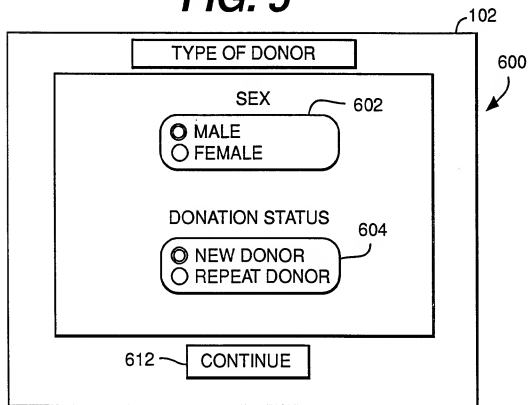 FIG. 5
102
TYPE OF DONOR
600
SEX
602
MALE
FEMALE
DONATION STATUS
604
NEW DONOR
REPEAT DONOR
612
CONTINUE